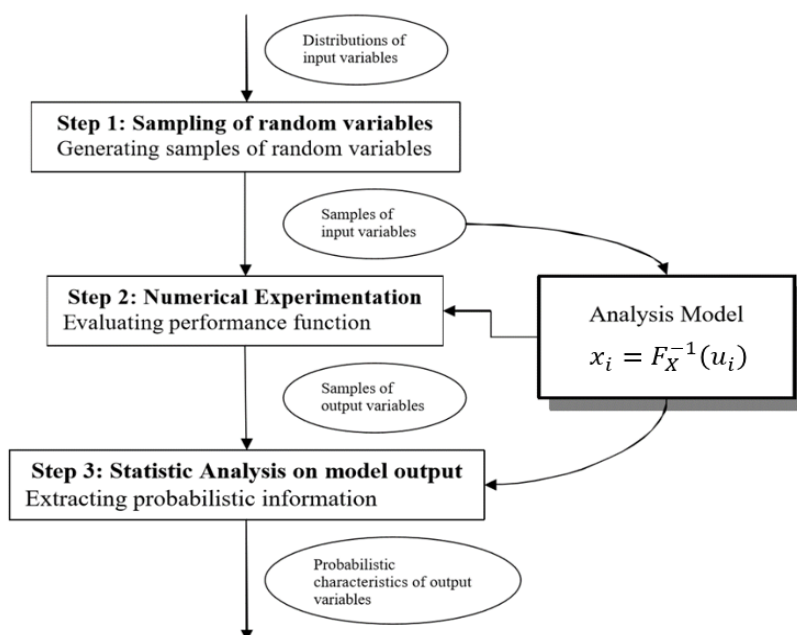 Distributions of
input variables
Step 1: Sampling of random variables
Generating samples of random variables
Samples of
input variables
Step 2: Numerical Experimentation
Evaluating performance function
Analysis Model
$x_i = F_X^{-1}(u_i)$
Samples of
output variables
Step 3: Statistic Analysis on model output
Extracting probabilistic information
Probabilistic
characteristics of output
variables